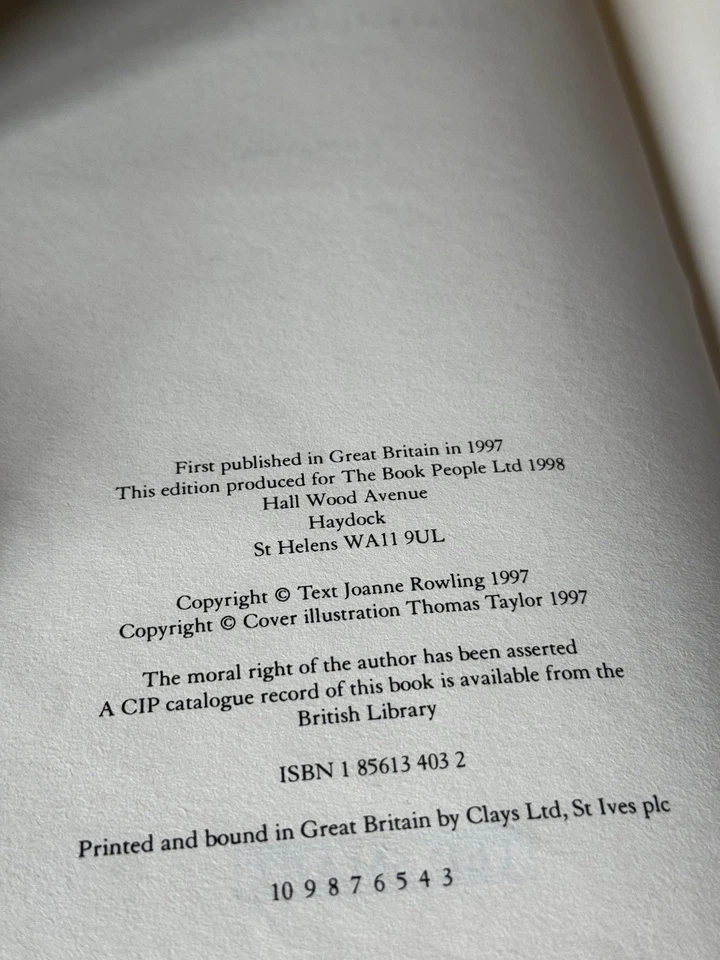 First published in Great Britain in 1997
This edition produced for The Book People Ltd 1998
Hall Wood Avenue
Haydock
St Helens WA11 9UL
Copyright © Text Joanne Rowling 1997
Copyright © Cover illustration Thomas Taylor 1997
The moral right of the author has been asserted
A CIP catalogue record of this book is available from the
British Library
ISBN 1 85613 403 2
Printed and bound in Great Britain by Clays Ltd, St Ives plc
10 9 8 7 6 5 4 3